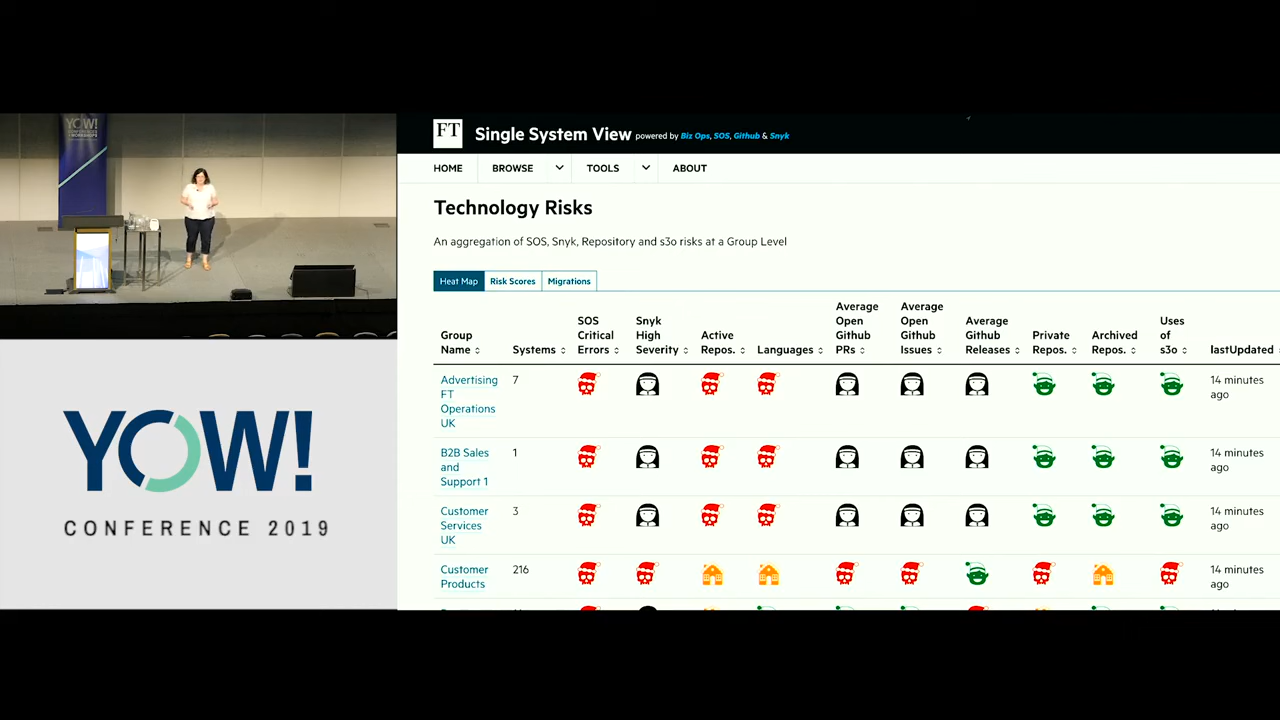 YOW!
FT
Single System View powered by Biz Ops, SOS, Github & Snyk
HOME BROWSE TOOLS ABOUT
Technology Risks
An aggregation of SOS, Snyk, Repository and s3o risks at a Group Level
Heat Map Risk Scores Migrations
Group Name
Systems
SOS Critical Errors
Snyk High Severity
Active Repos.
Languages
Average Open Github PRs
Average Open Github Issues
Average Github Releases
Private Repos.
Archived Repos.
Uses of s3o
lastUpdated
Advertising FT Operations UK
7
14 minutes ago
B2B Sales and Support 1
1
14 minutes ago
Customer Services UK
3
14 minutes ago
Customer Products
216
14 minutes ago
YOW!
CONFERENCE 2019